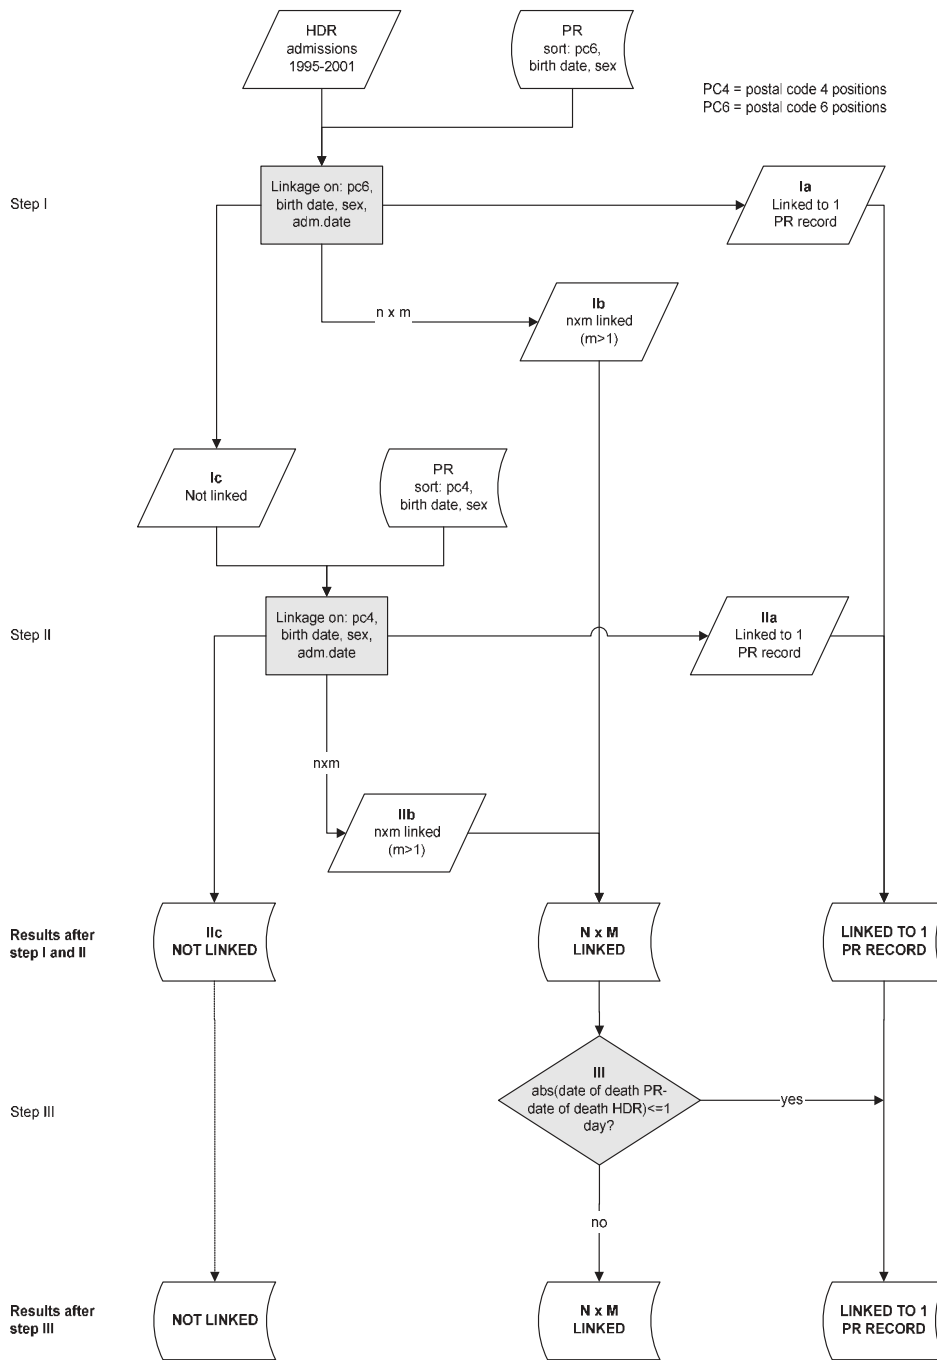 HDR
admissions
1995-2001
PR
sort: pc6,
birth date, sex
PC4 = postal code 4 positions
PC6 = postal code 6 positions
Step I
Linkage on: pc6,
birth date, sex,
adm.date
Ia
Linked to 1
PR record
n x m
Ib
nxm linked
(m>1)
Ic
Not linked
PR
sort: pc4,
birth date, sex
Step II
Linkage on: pc4,
birth date, sex,
adm.date
IIa
Linked to 1
PR record
nxm
IIb
nxm linked
(m>1)
Results after
step I and II
IIc
NOT LINKED
N x M
LINKED
LINKED TO 1
PR RECORD
Step III
III
abs(date of death PR-
date of death HDR)<=1
day?
yes
no
Results after
step III
NOT LINKED
N x M
LINKED
LINKED TO 1
PR RECORD